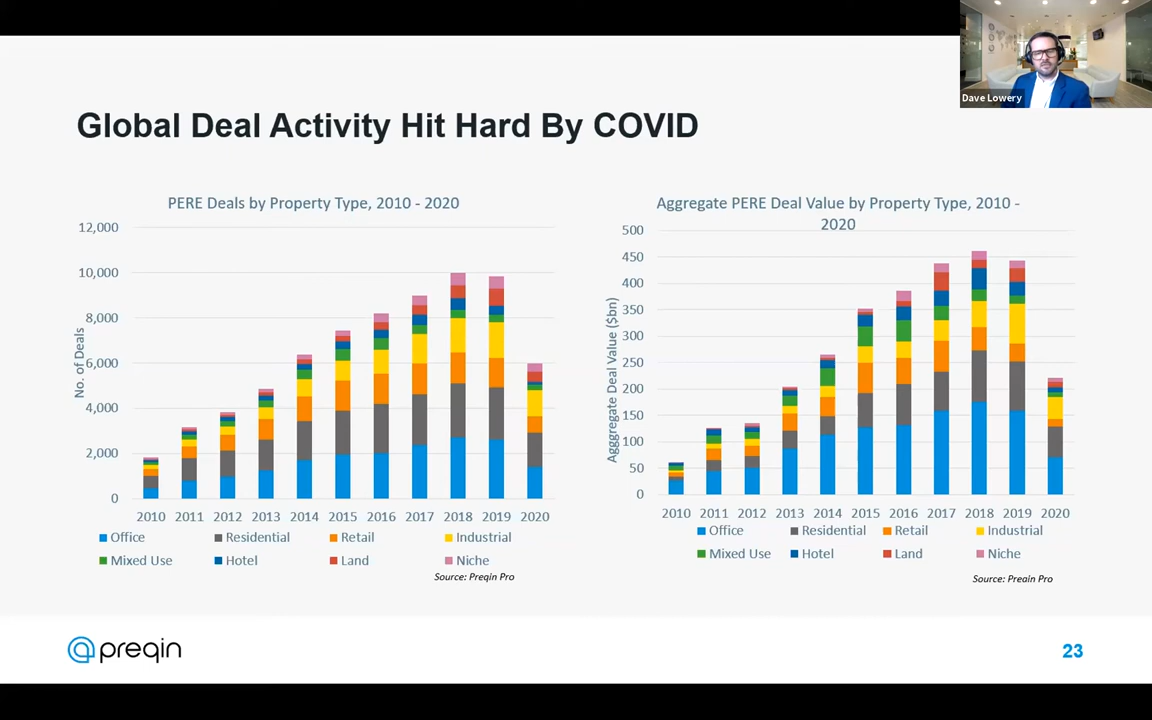 Dave Lowery
Global Deal Activity Hit Hard By COVID
PERE Deals by Property Type, 2010 - 2020
12,000
10,000
8,000
6,000
4,000
2,000
0
No. of Deals
2010 2011 2012 2013 2014 2015 2016 2017 2018 2019 2020
Office Residential Retail Industrial
Mixed Use Hotel Land Niche
Source: Preqin Pro
Aggregate PERE Deal Value by Property Type, 2010 -
2020
500
450
400
350
300
250
200
150
100
50
0
Agggregate Deal Value ($bn)
2010 2011 2012 2013 2014 2015 2016 2017 2018 2019 2020
Office Residential Retail Industrial
Mixed Use Hotel Land Niche
Source: Preqin Pro
preqin
23